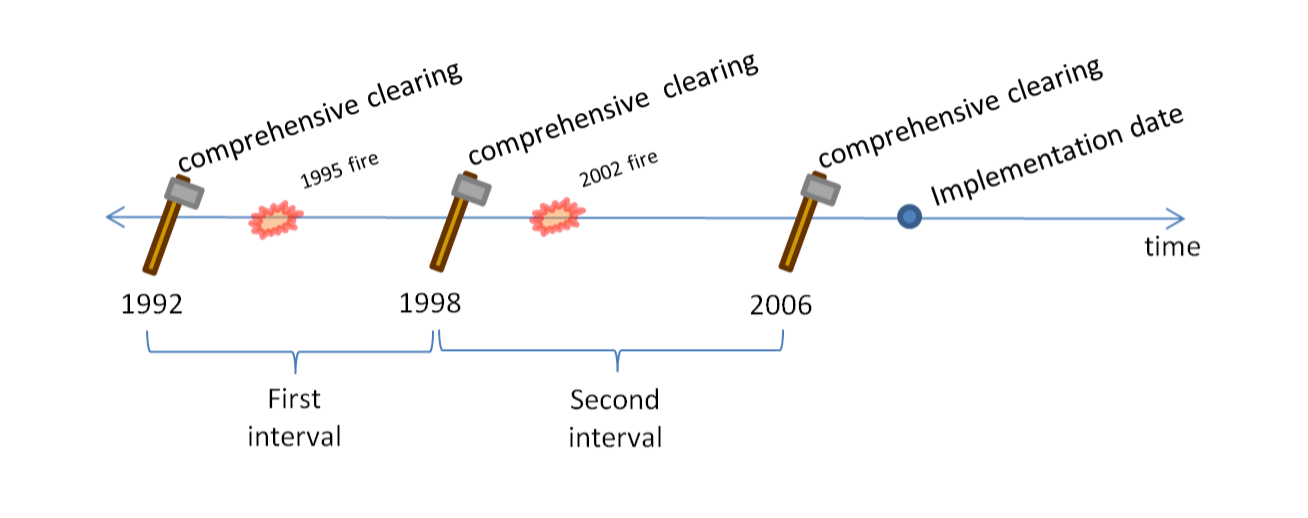 comprehensive clearing
1995 fire
comprehensive clearing
2002 fire
comprehensive clearing
Implementation date
time
1992
1998
2006
First
interval
Second
interval